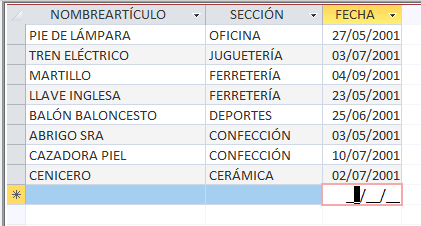 NOMBREARTÍCULO SECCIÓN FECHA
PIE DE LÁMPARA OFICINA 27/05/2001
TREN ELÉCTRICO JUGUETERÍA 03/07/2001
MARTILLO FERRETERÍA 04/09/2001
LLAVE INGLESA FERRETERÍA 23/05/2001
BALÓN BALONCESTO DEPORTES 25/06/2001
ABRIGO SRA CONFECCIÓN 03/05/2001
CAZADORA PIEL CONFECCIÓN 10/07/2001
CENICERO CERÁMICA 02/07/2001
* __/__/__